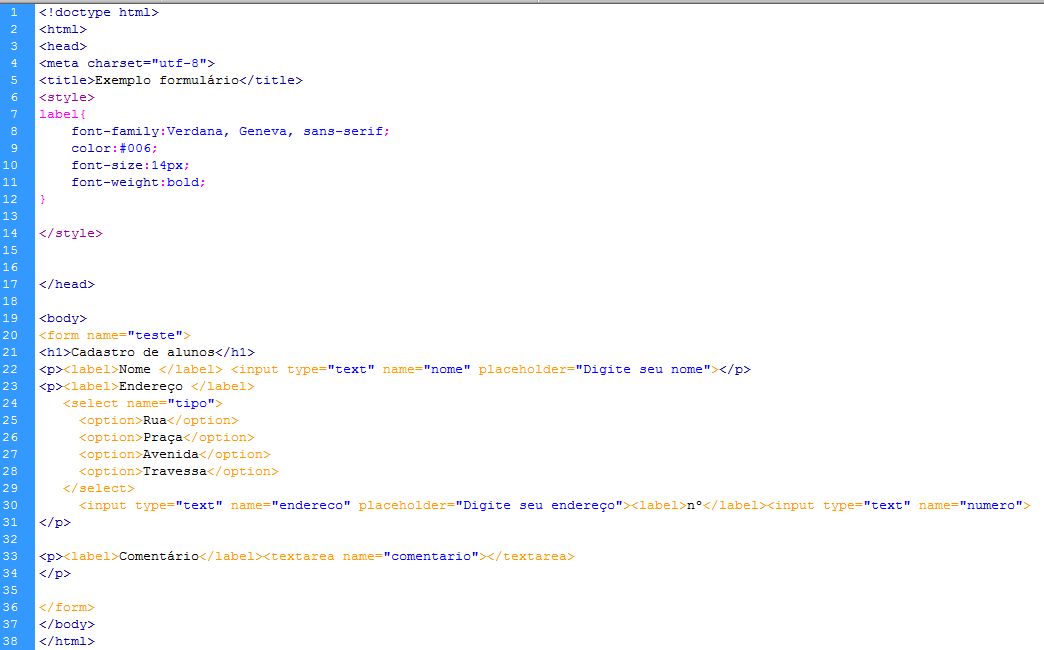 1 <!doctype html>
2 <html>
3 <head>
4 <meta charset="utf-8">
5 <title>Exemplo formulário</title>
6 <style>
7 label{
8     font-family:Verdana, Geneva, sans-serif;
9     color:#006;
10     font-size:14px;
11     font-weight:bold;
12 }
13
14 </style>
15
16
17 </head>
18
19 <body>
20 <form name="teste">
21 <h1>Cadastro de alunos</h1>
22 <p><label>Nome </label> <input type="text" name="nome" placeholder="Digite seu nome"></p>
23 <p><label>Endereço </label>
24    <select name="tipo">
25      <option>Rua</option>
26      <option>Praça</option>
27      <option>Avenida</option>
28      <option>Travessa</option>
29    </select>
30      <input type="text" name="endereco" placeholder="Digite seu endereço"><label>nº</label><input type="text" name="numero">
31 </p>
32
33 <p><label>Comentário</label><textarea name="comentario"></textarea>
34 </p>
35
36 </form>
37 </body>
38 </html>